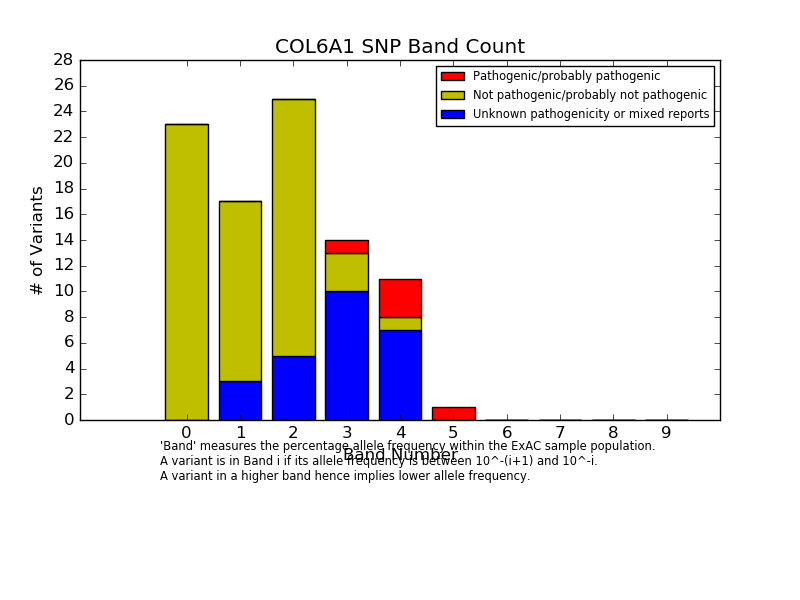 COL6A1 SNP Band Count
28
26
24
22
20
18
16
14
12
10
8
6
4
2
0
# of Variants
Pathogenic/probably pathogenic
Not pathogenic/probably not pathogenic
Unknown pathogenicity or mixed reports
0 1 2 3 4 5 6 7 8 9
Band Number
'Band' measures the percentage allele frequency within the ExAC sample population.
A variant is in Band i if its allele frequency is between 10^-(i+1) and 10^-i.
A variant in a higher band hence implies lower allele frequency.